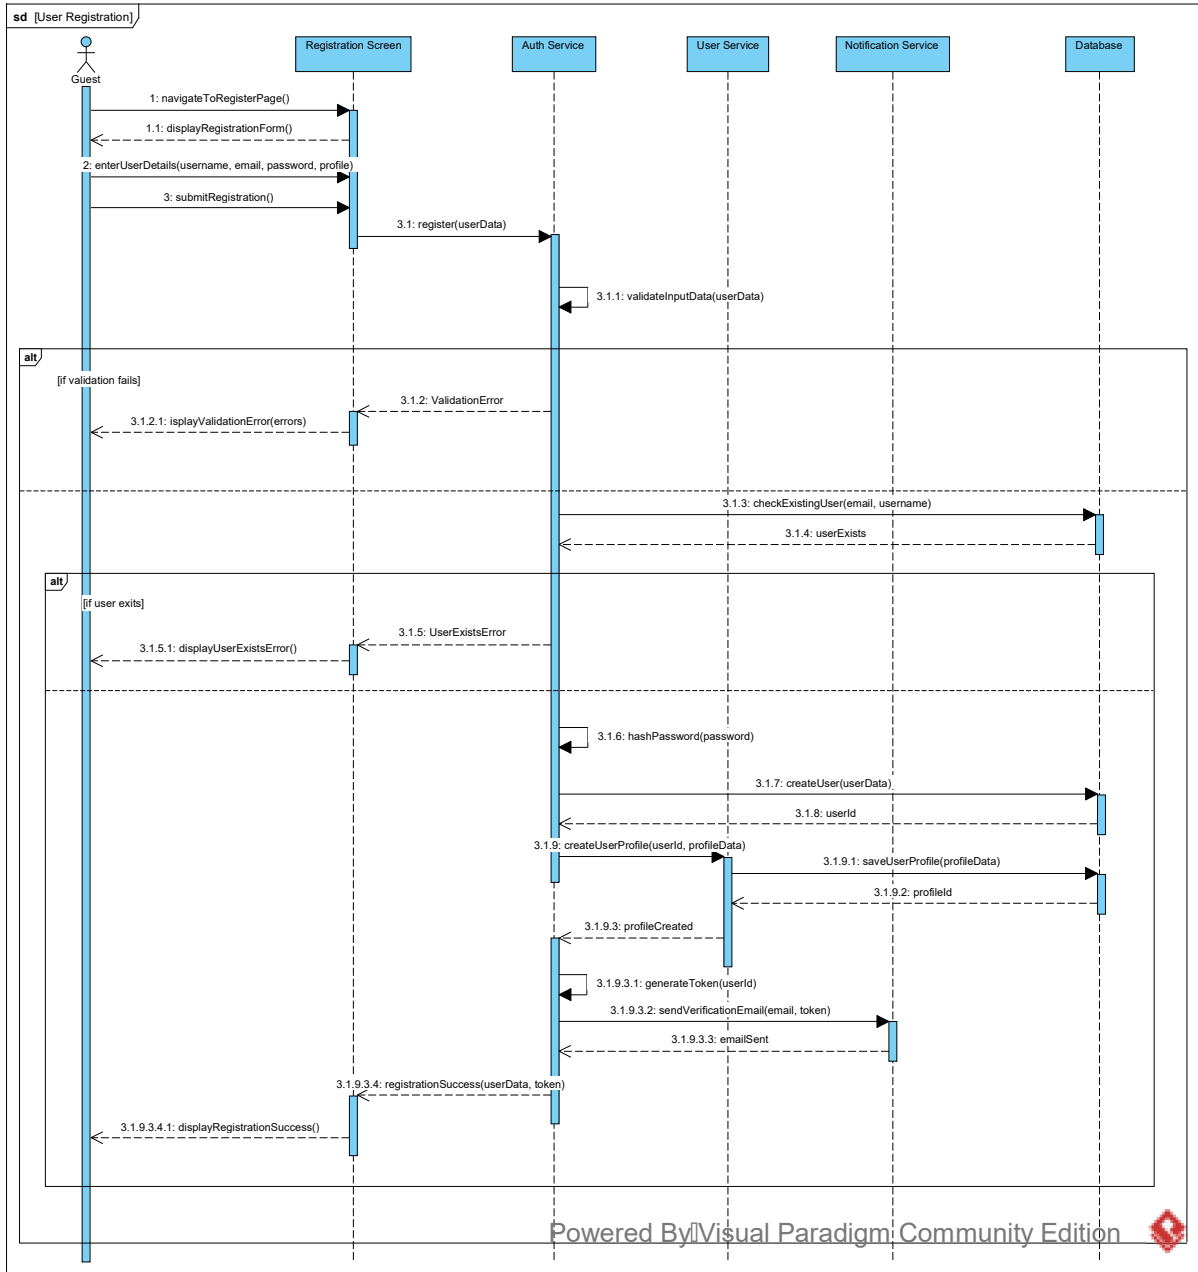 sd [User Registration]
Registration Screen
Auth Service
User Service
Notification Service
Database
Guest
1: navigateToRegisterPage()
1.1: displayRegistrationForm()
2: enterUserDetails(username, email, password, profile)
3: submitRegistration()
3.1: register(userData)
3.1.1: validateInputData(userData)
alt
[if validation fails]
3.1.2: ValidationError
3.1.2.1: isplayValidationError(errors)
3.1.3: checkExistingUser(email, username)
3.1.4: userExists
alt
[if user exits]
3.1.5: UserExistsError
3.1.5.1: displayUserExistsError()
3.1.6: hashPassword(password)
3.1.7: createUser(userData)
3.1.8: userId
3.1.9: createUserProfile(userId, profileData)
3.1.9.1: saveUserProfile(profileData)
3.1.9.2: profileId
3.1.9.3: profileCreated
3.1.9.3.1: generateToken(userId)
3.1.9.3.2: sendVerificationEmail(email, token)
3.1.9.3.3: emailSent
3.1.9.3.4: registrationSuccess(userData, token)
3.1.9.3.4.1: displayRegistrationSuccess()
Powered By Visual Paradigm Community Edition